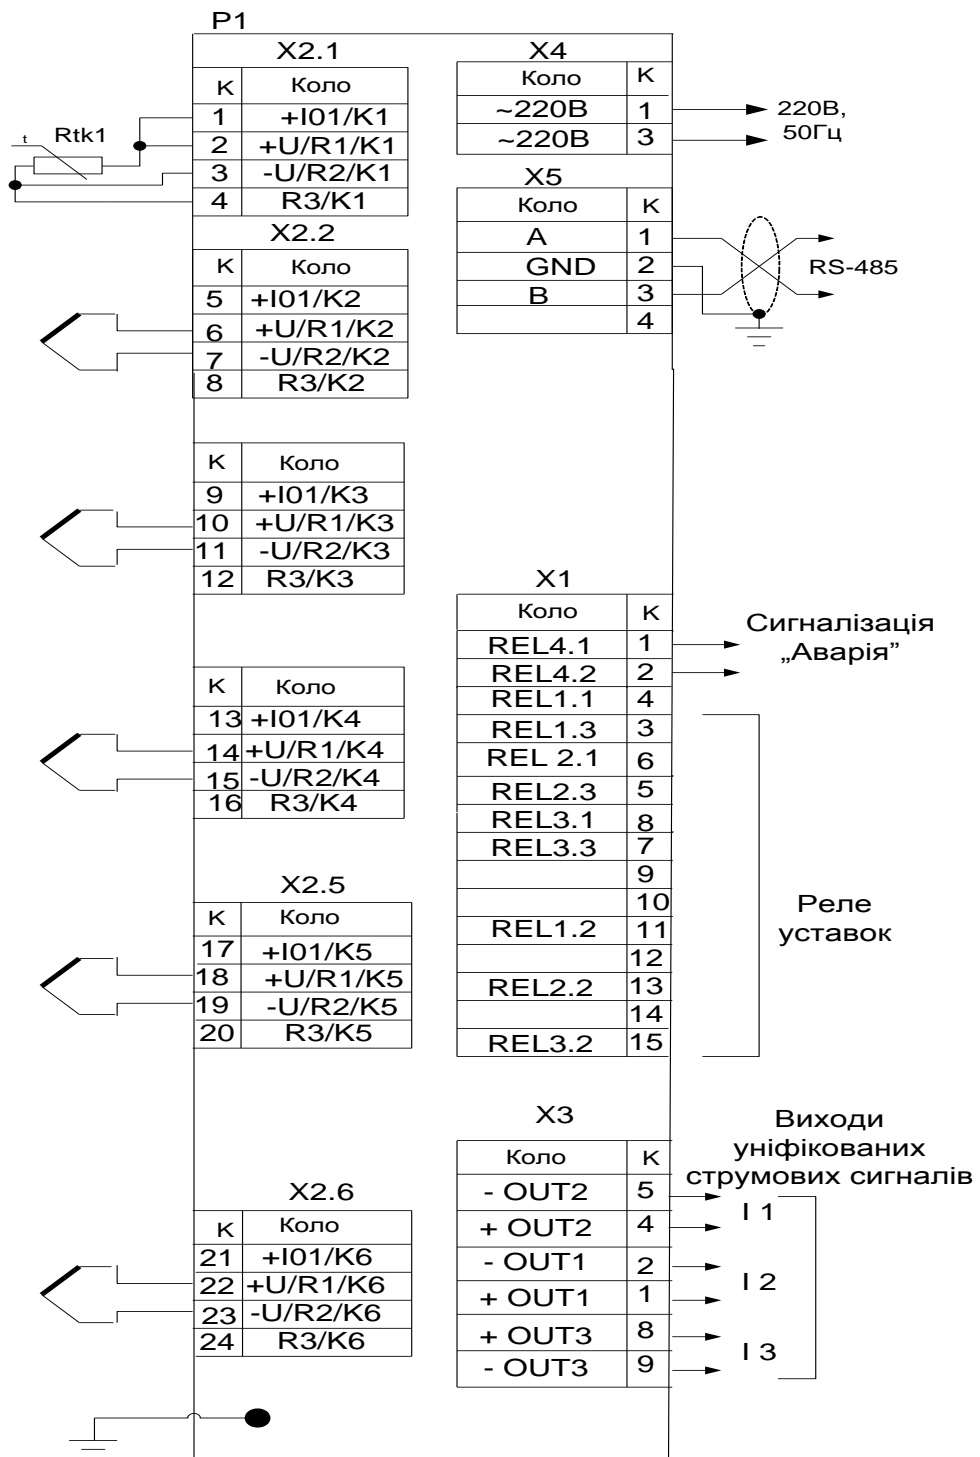 P1
X2.1
К Коло
1 +I01/K1
2 +U/R1/K1
3 -U/R2/K1
4 R3/K1
t
Rtk1
X2.2
К Коло
5 +I01/K2
6 +U/R1/K2
7 -U/R2/K2
8 R3/K2
К Коло
9 +I01/K3
10 +U/R1/K3
11 -U/R2/K3
12 R3/K3
К Коло
13 +I01/K4
14 +U/R1/K4
15 -U/R2/K4
16 R3/K4
X2.5
К Коло
17 +I01/K5
18 +U/R1/K5
19 -U/R2/K5
20 R3/K5
X2.6
К Коло
21 +I01/K6
22 +U/R1/K6
23 -U/R2/K6
24 R3/K6
X4
Коло К
~220В 1
~220В 3
220В,
50Гц
X5
Коло К
A 1
GND 2
B 3
4
RS-485
X1
Коло К
REL4.1 1
REL4.2 2
REL1.1 4
REL1.3 3
REL 2.1 6
REL2.3 5
REL3.1 8
REL3.3 7
9
10
REL1.2 11
12
REL2.2 13
14
REL3.2 15
Сигналізація
„Аварія”
Реле
уставок
X3
Коло К
- OUT2 5
+ OUT2 4
- OUT1 2
+ OUT1 1
+ OUT3 8
- OUT3 9
Виходи
уніфікованих
струмових сигналів
I 1
I 2
I 3